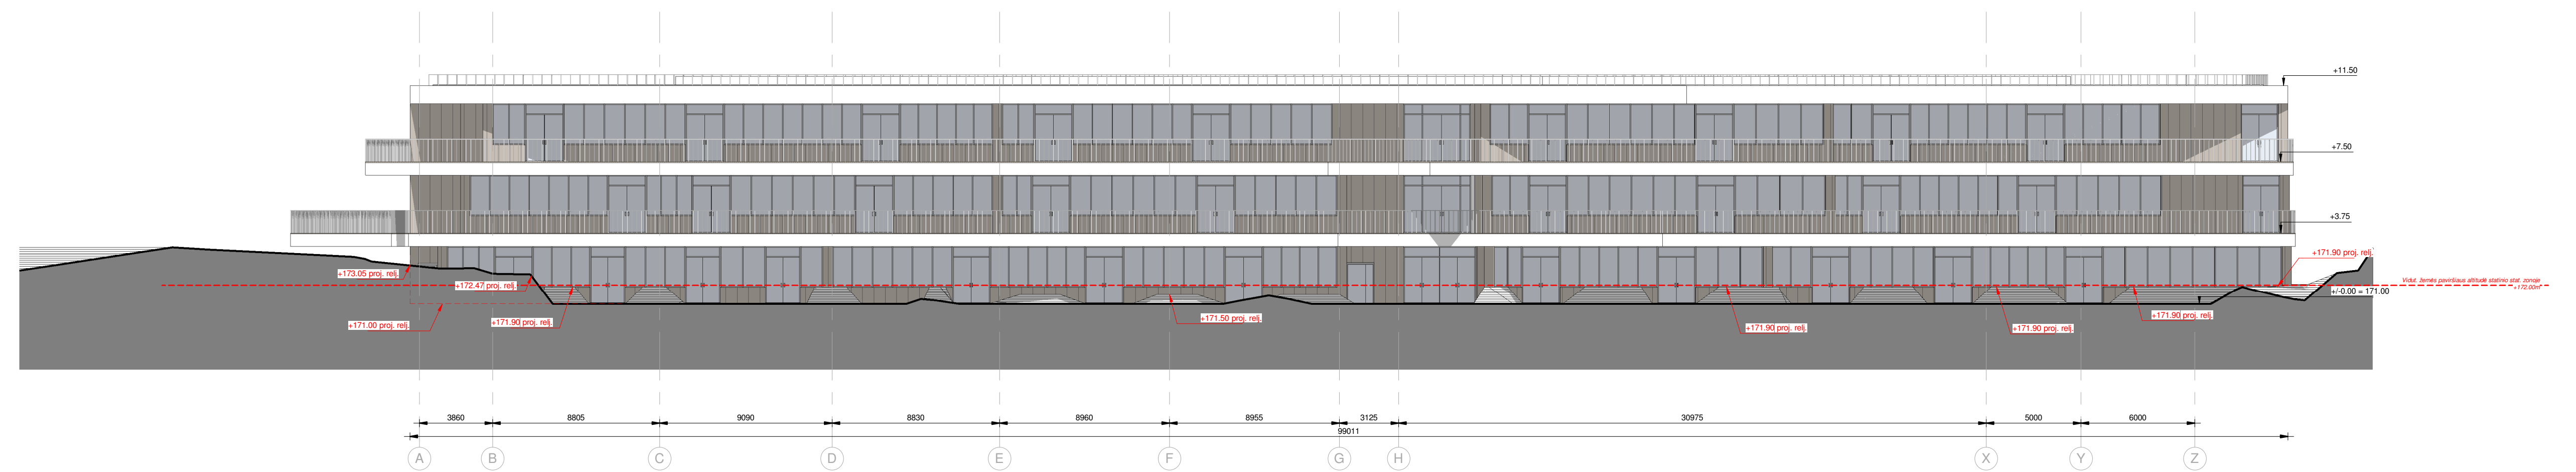 +11.50
+7.50
+3.75
+171.90 proj. relj.
+173.05 proj. relj.
+172.47 proj. relj.
Vidut. žemės paviršiaus altitudė statinio stat. zonoje
+172.00m
+/-0.00 = 171.00
+171.00 proj. relj.
+171.90 proj. relj.
+171.50 proj. relj.
+171.90 proj. relj.
+171.90 proj. relj.
+171.90 proj. relj.
3860 8805 9090 8830 8960 8955 3125 30975 5000 6000
99011
A B C D E F G H X Y Z